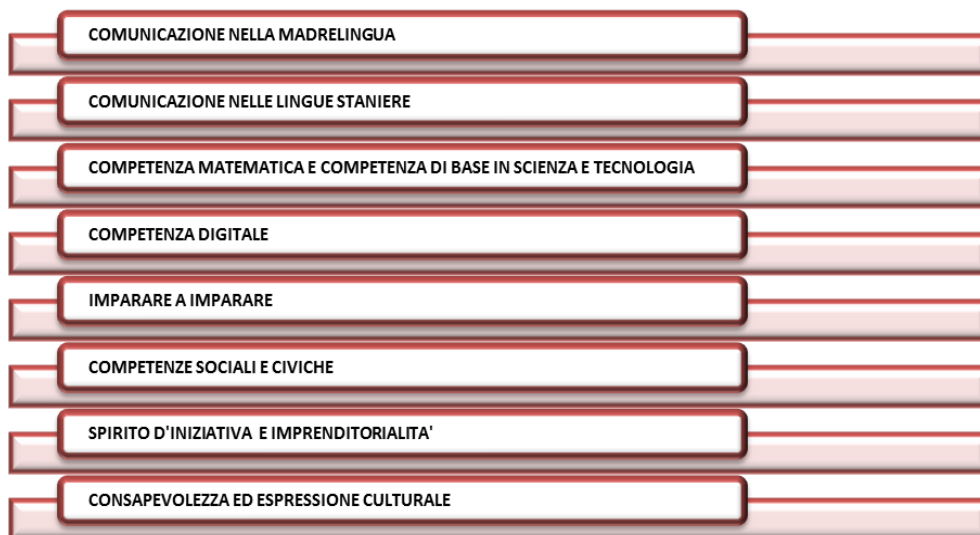 COMUNICAZIONE NELLA MADRELINGUA
COMUNICAZIONE NELLE LINGUE STANIERE
COMPETENZA MATEMATICA E COMPETENZA DI BASE IN SCIENZA E TECNOLOGIA
COMPETENZA DIGITALE
IMPARARE A IMPARARE
COMPETENZE SOCIALI E CIVICHE
SPIRITO D'INIZIATIVA E IMPRENDITORIALITA'
CONSAPEVOLEZZA ED ESPRESSIONE CULTURALE